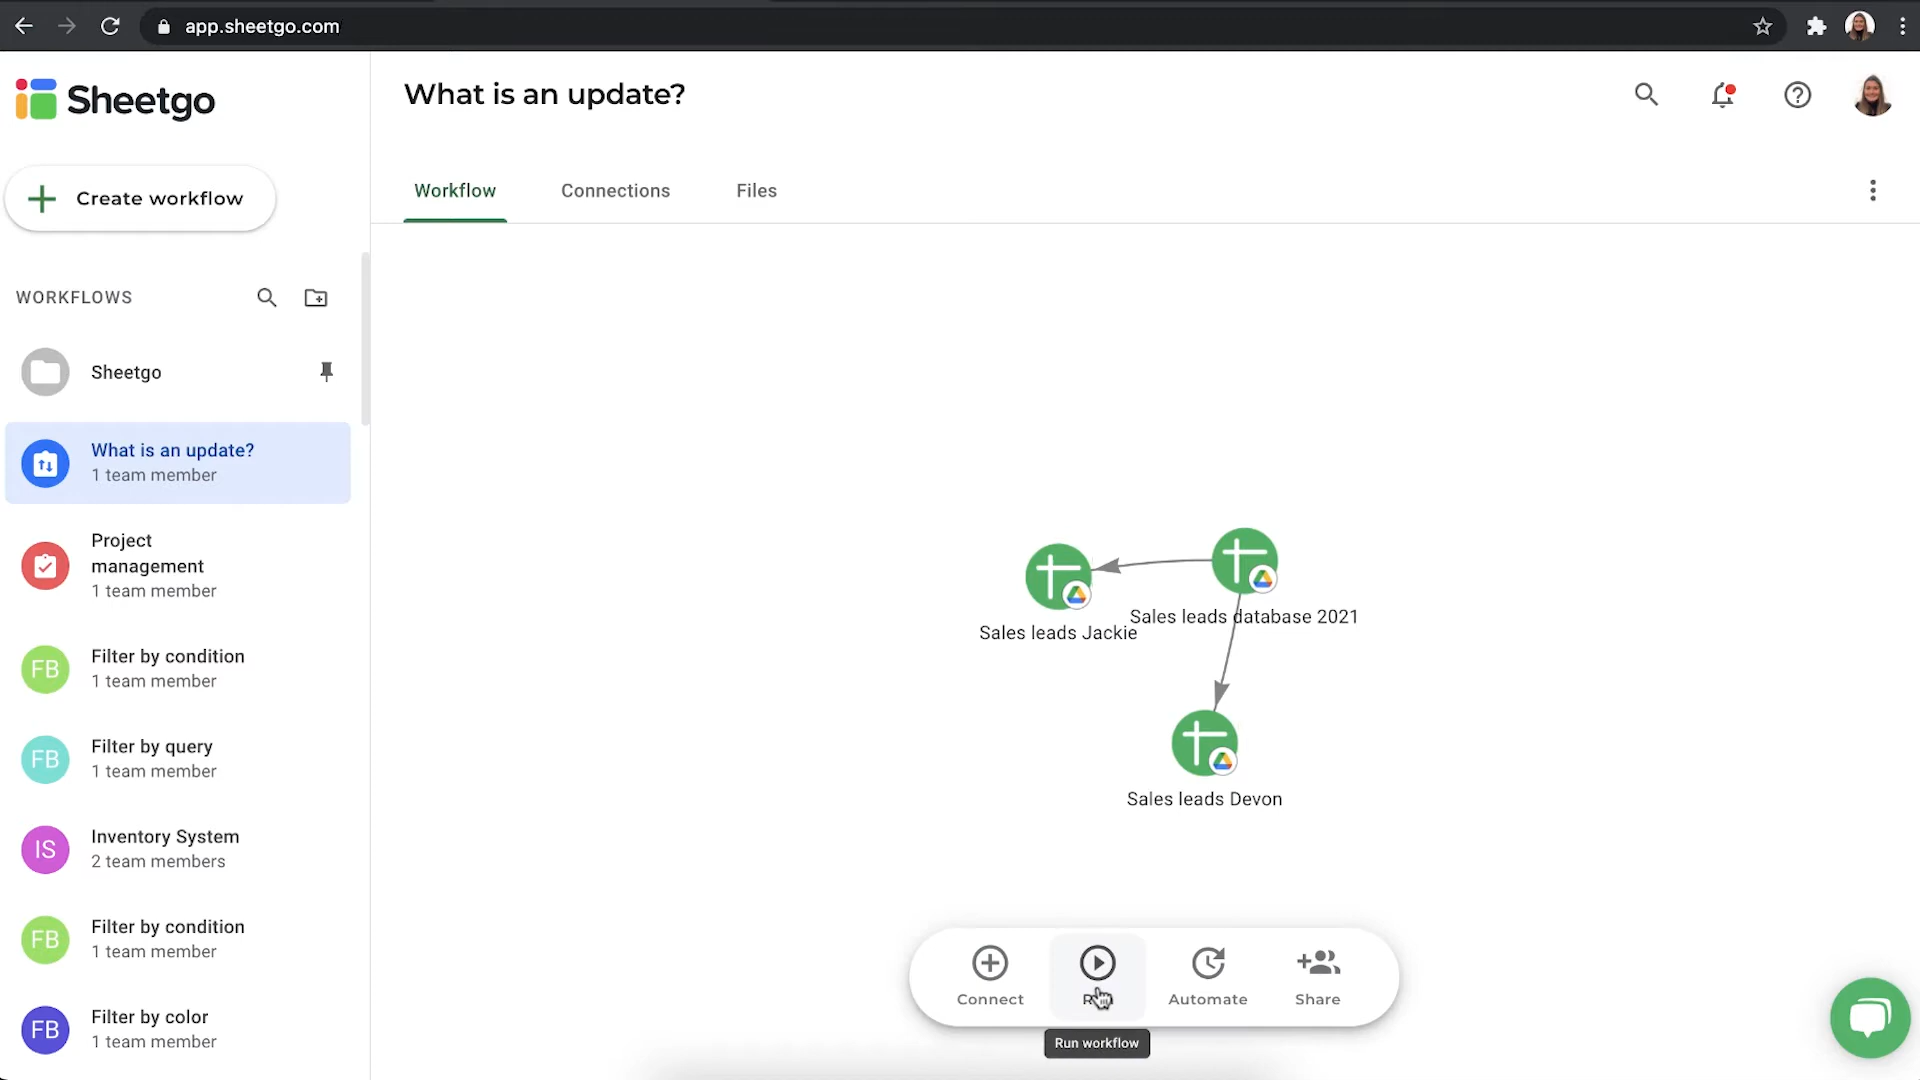 app.sheetgo.com
Sheetgo
What is an update?
Create workflow
Workflow
Connections
Files
WORKFLOWS
Sheetgo
What is an update?
1 team member
Project
management
1 team member
FB
Filter by condition
1 team member
FB
Filter by query
1 team member
IS
Inventory System
2 team members
FB
Filter by condition
1 team member
FB
Filter by color
1 team member
Sales leads Jackie
Sales leads database 2021
Sales leads Devon
Connect
Automate
Share
Run workflow